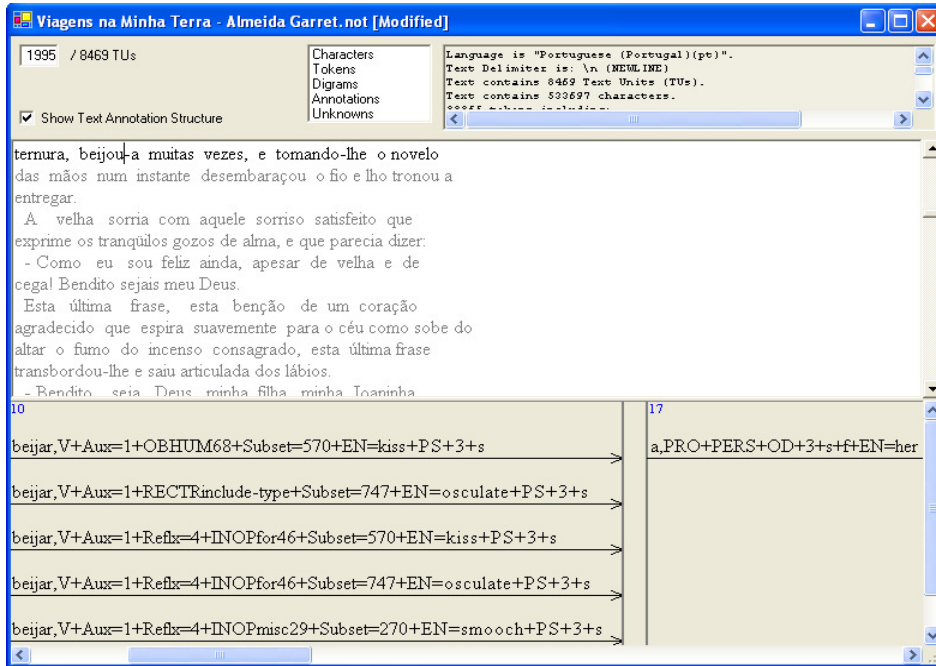 Viagens na Minha Terra - Almeida Garret.not [Modified]
1995 / 8469 TUs
Show Text Annotation Structure
Characters
Tokens
Digrams
Annotations
Unknowns
Language is "Portuguese (Portugal)(pt)".
Text Delimiter is: \n (NEWLINE)
Text contains 8469 Text Units (TUs).
Text contains 533697 characters.
ternura, beijou-a muitas vezes, e tomando-lhe o novelo
das mãos num instante desembaraçou o fio e lho tronou a
entregar.
A velha sorria com aquele sorriso satisfeito que
exprime os tranqüilos gozos de alma, e que parecia dizer:
- Como eu sou feliz ainda, apesar de velha e de
cega! Bendito sejais meu Deus.
Esta última frase, esta benção de um coração
agradecido que espira suavemente para o céu como sobe do
altar o fumo do incenso consagrado, esta última frase
transbordou-lhe e saiu articulada dos lábios.
- Bendito seja Deus minha filha minha Joaninha
10
beijar,V+Aux=1+OBHUM68+Subset=570+EN=kiss+PS+3+s
beijar,V+Aux=1+RECTRinclude-type+Subset=747+EN=osculate+PS+3+s
beijar,V+Aux=1+Reflx=4+INOPfor46+Subset=570+EN=kiss+PS+3+s
beijar,V+Aux=1+Reflx=4+INOPfor46+Subset=747+EN=osculate+PS+3+s
beijar,V+Aux=1+Reflx=4+INOPmisc29+Subset=270+EN=smooch+PS+3+s
17
a,PRO+PERS+OD+3+s+f+EN=her